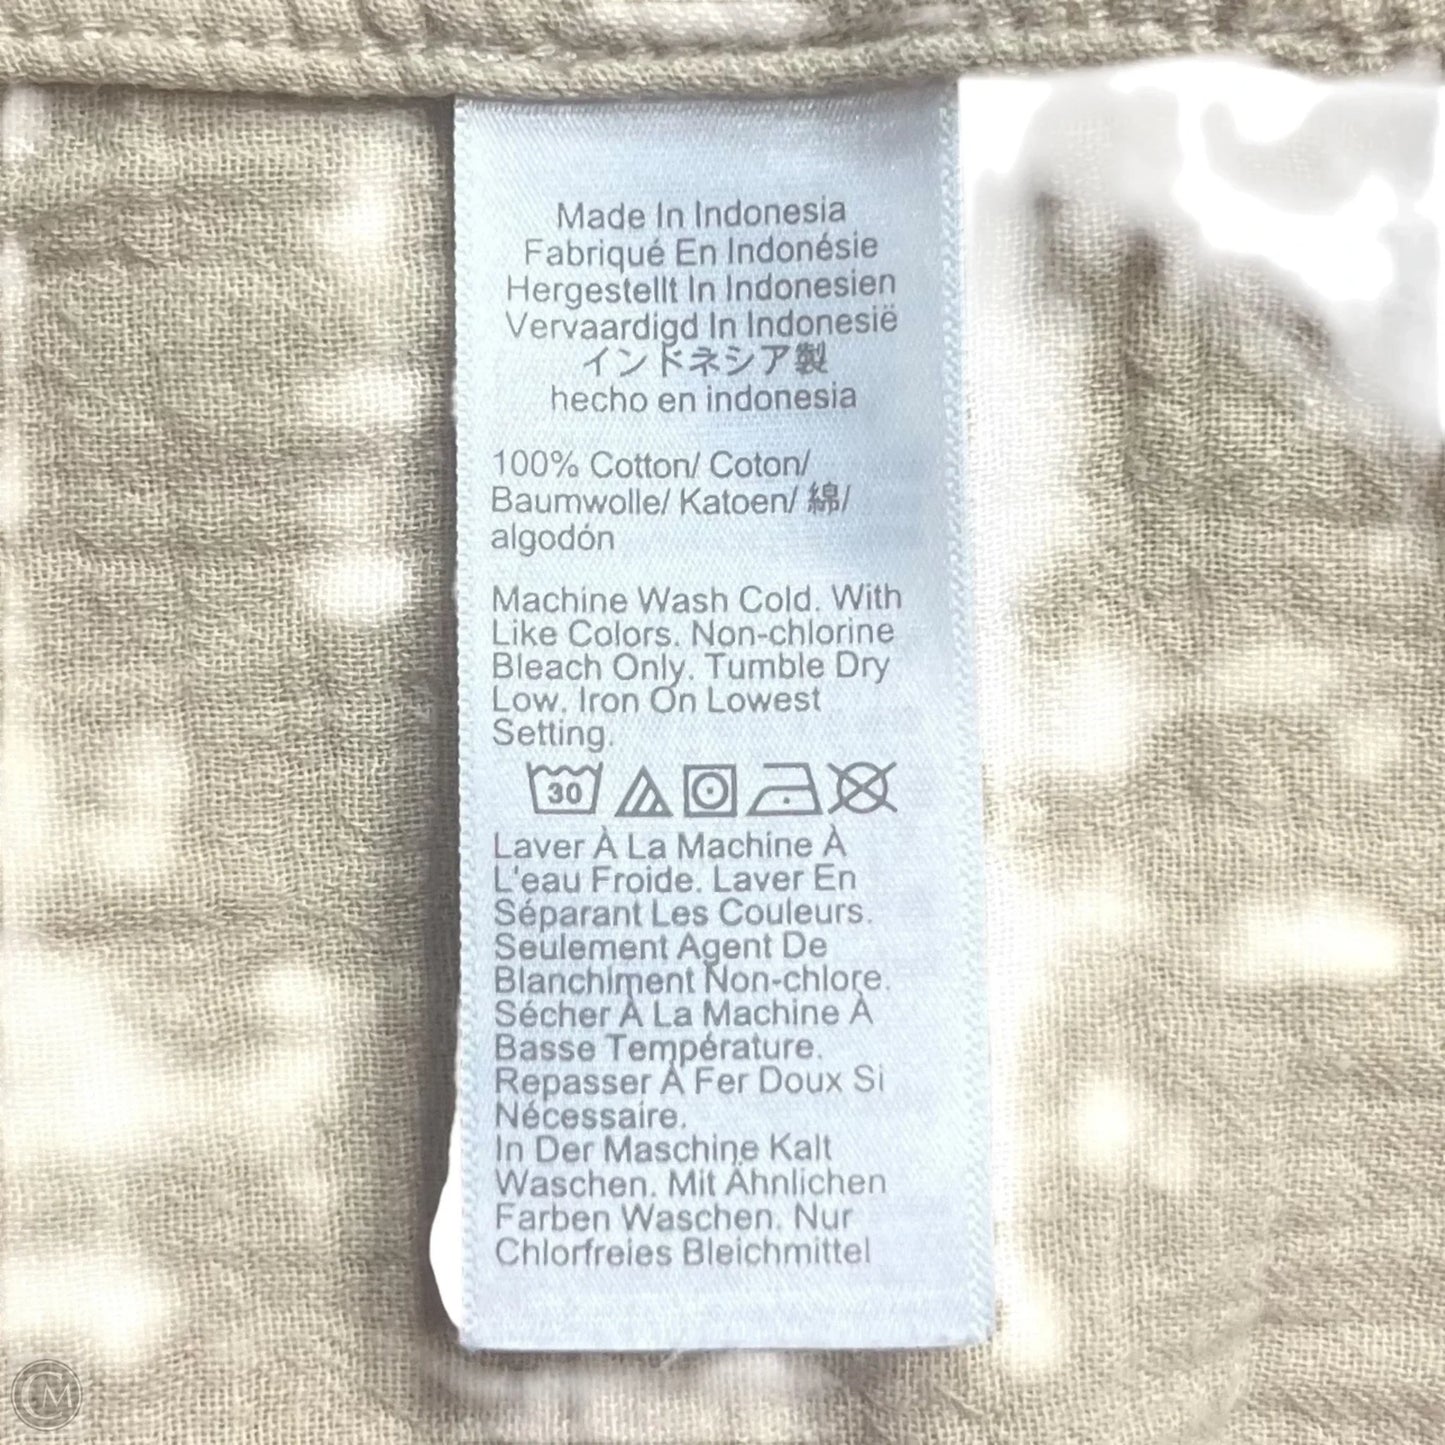 Made In Indonesia
Fabriqué En Indonésie
Hergestellt In Indonesien
Vervaardigd In Indonesië
インドネシア製
hecho en indonesia
100% Cotton/ Coton/
Baumwolle/ Katoen/ 綿/
algodón
Machine Wash Cold. With
Like Colors. Non-chlorine
Bleach Only. Tumble Dry
Low. Iron On Lowest
Setting.
30
Laver À La Machine À
L'eau Froide. Laver En
Séparant Les Couleurs.
Seulement Agent De
Blanchiment Non-chlore.
Sécher À La Machine À
Basse Température.
Repasser À Fer Doux Si
Nécessaire.
In Der Maschine Kalt
Waschen. Mit Ähnlichen
Farben Waschen. Nur
Chlorfreies Bleichmittel
CM